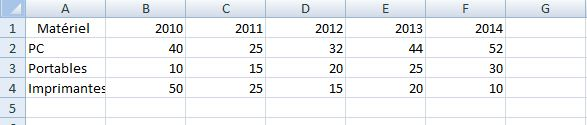 A B C D E F G
1 Matériel 2010 2011 2012 2013 2014
2 PC 40 25 32 44 52
3 Portables 10 15 20 25 30
4 Imprimantes 50 25 15 20 10
5